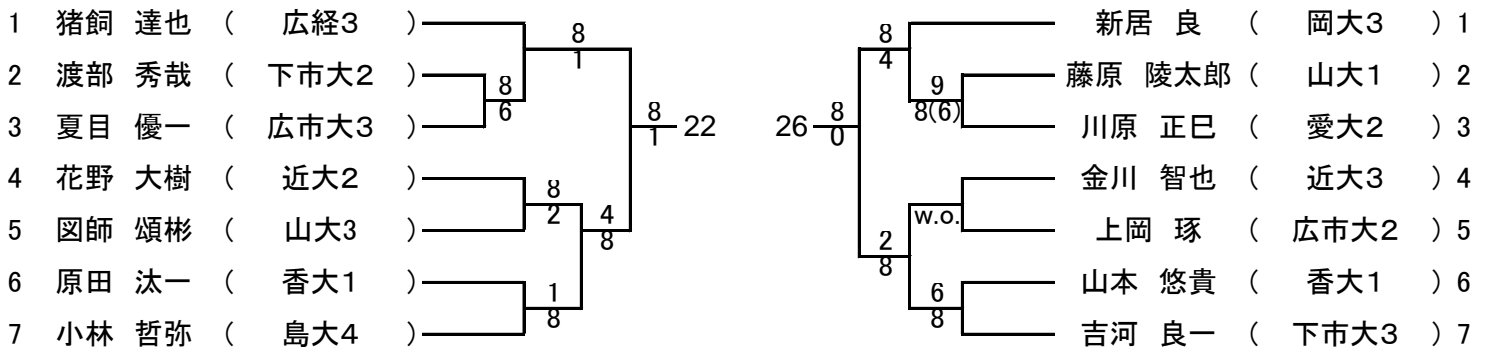 1 猪飼 達也 ( 広経3 ) 8 8 新居 良 ( 岡大3 ) 1
1 4
2 渡部 秀哉 ( 下市大2 ) 8 9 藤原 陵太郎 ( 山大1 ) 2
6 8 8 8(6)
3 夏目 優一 ( 広市大3 ) 1 22 26 0 川原 正巳 ( 愛大2 ) 3
4 花野 大樹 ( 近大2 ) 8 金川 智也 ( 近大3 ) 4
2 4 w.o.
5 図師 頌彬 ( 山大3 ) 8 2 上岡 琢 ( 広市大2 ) 5
8
6 原田 汰一 ( 香大1 ) 1 6 山本 悠貴 ( 香大1 ) 6
8 8
7 小林 哲弥 ( 島大4 ) 吉河 良一 ( 下市大3 ) 7